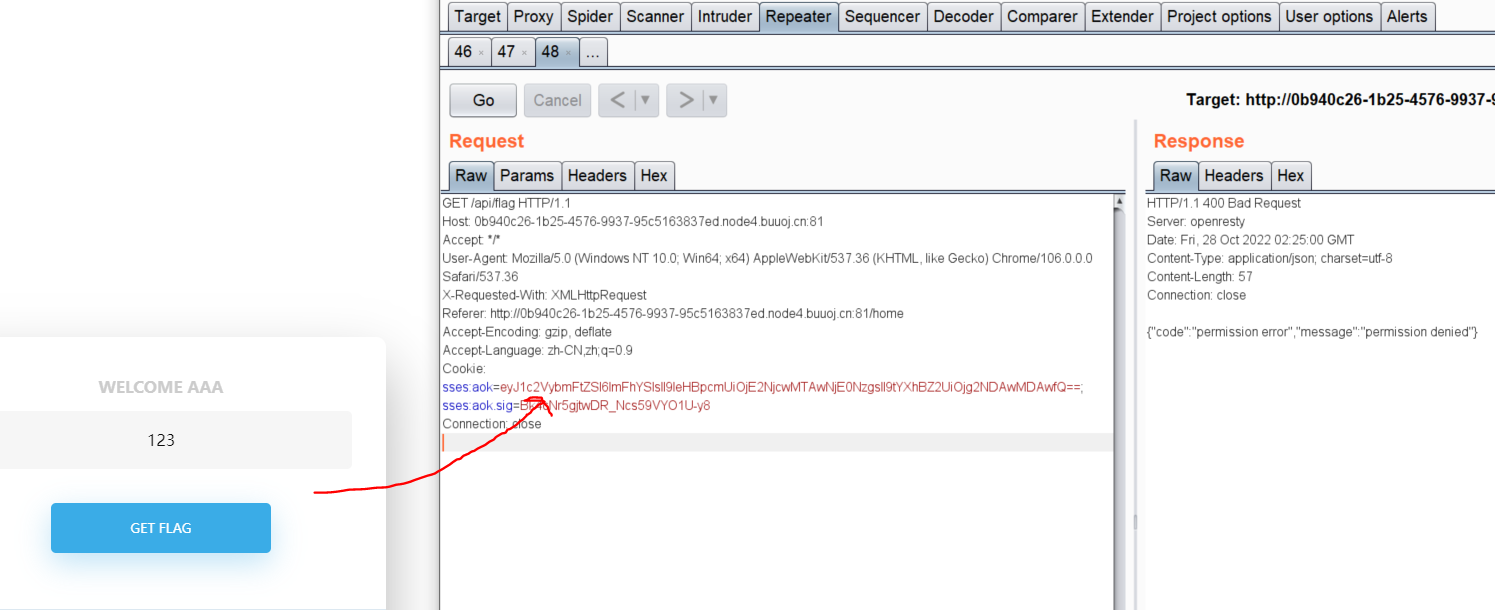 Target Proxy Spider Scanner Intruder Repeater Sequencer Decoder Comparer Extender Project options User options Alerts
46 × 47 × 48 × ...
Go Cancel < ▼ > ▼ Target: http://0b940c26-1b25-4576-9937-9
Request Response
Raw Params Headers Hex Raw Headers Hex
GET /api/flag HTTP/1.1
Host: 0b940c26-1b25-4576-9937-95c5163837ed.node4.buuoj.cn:81
Accept: */*
User-Agent: Mozilla/5.0 (Windows NT 10.0; Win64; x64) AppleWebKit/537.36 (KHTML, like Gecko) Chrome/106.0.0.0
Safari/537.36
X-Requested-With: XMLHttpRequest
Referer: http://0b940c26-1b25-4576-9937-95c5163837ed.node4.buuoj.cn:81/home
Accept-Encoding: gzip, deflate
Accept-Language: zh-CN,zh;q=0.9
Cookie:
sses:aok=eyJ1c2VybmFtZSI6ImFhYSIsIl9leHBpcmUiOjE2NjcwMTAwNjE0NzgsIl9tYXhBZ2UiOjg2NDAwMDAwfQ==;
sses:aok.sig=
Connection: close
HTTP/1.1 400 Bad Request
Server: openresty
Date: Fri, 28 Oct 2022 02:25:00 GMT
Content-Type: application/json; charset=utf-8
Content-Length: 57
Connection: close
{"code":"permission error","message":"permission denied"}
WELCOME AAA
123
GET FLAG